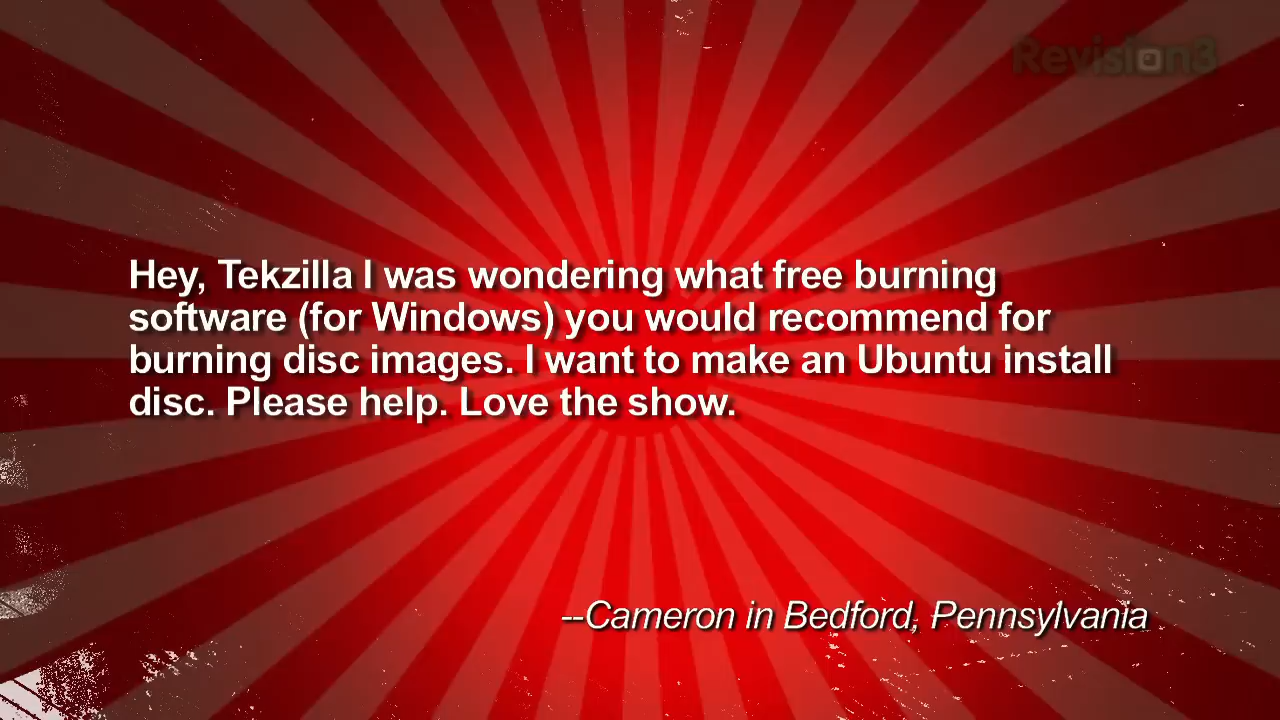 Revision3
Hey, Tekzilla I was wondering what free burning
software (for Windows) you would recommend for
burning disc images. I want to make an Ubuntu install
disc. Please help. Love the show.
--Cameron in Bedford, Pennsylvania